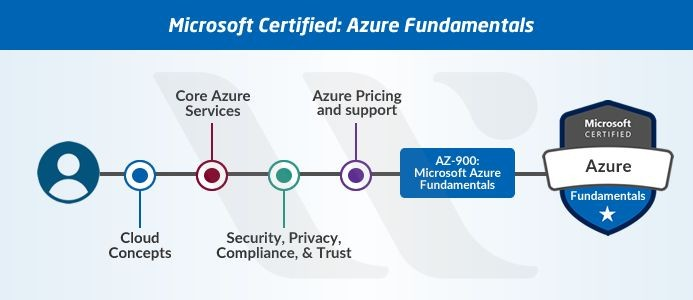 Microsoft Certified: Azure Fundamentals
Core Azure
Services
Azure Pricing
and support
Cloud
Concepts
Security, Privacy,
Compliance, & Trust
AZ-900:
Microsoft Azure
Fundamentals
Microsoft
CERTIFIED
Azure
Fundamentals